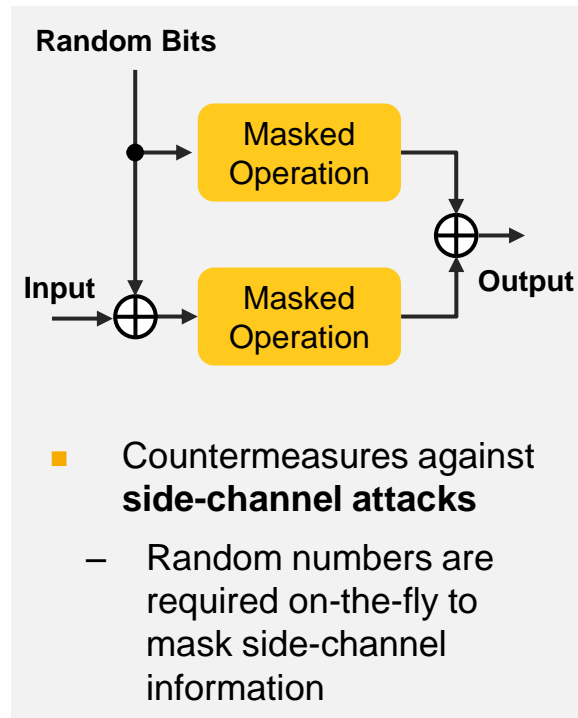 Random Bits
Masked
Operation
Input
Output
Masked
Operation
■ Countermeasures against
side-channel attacks
– Random numbers are
required on-the-fly to
mask side-channel
information